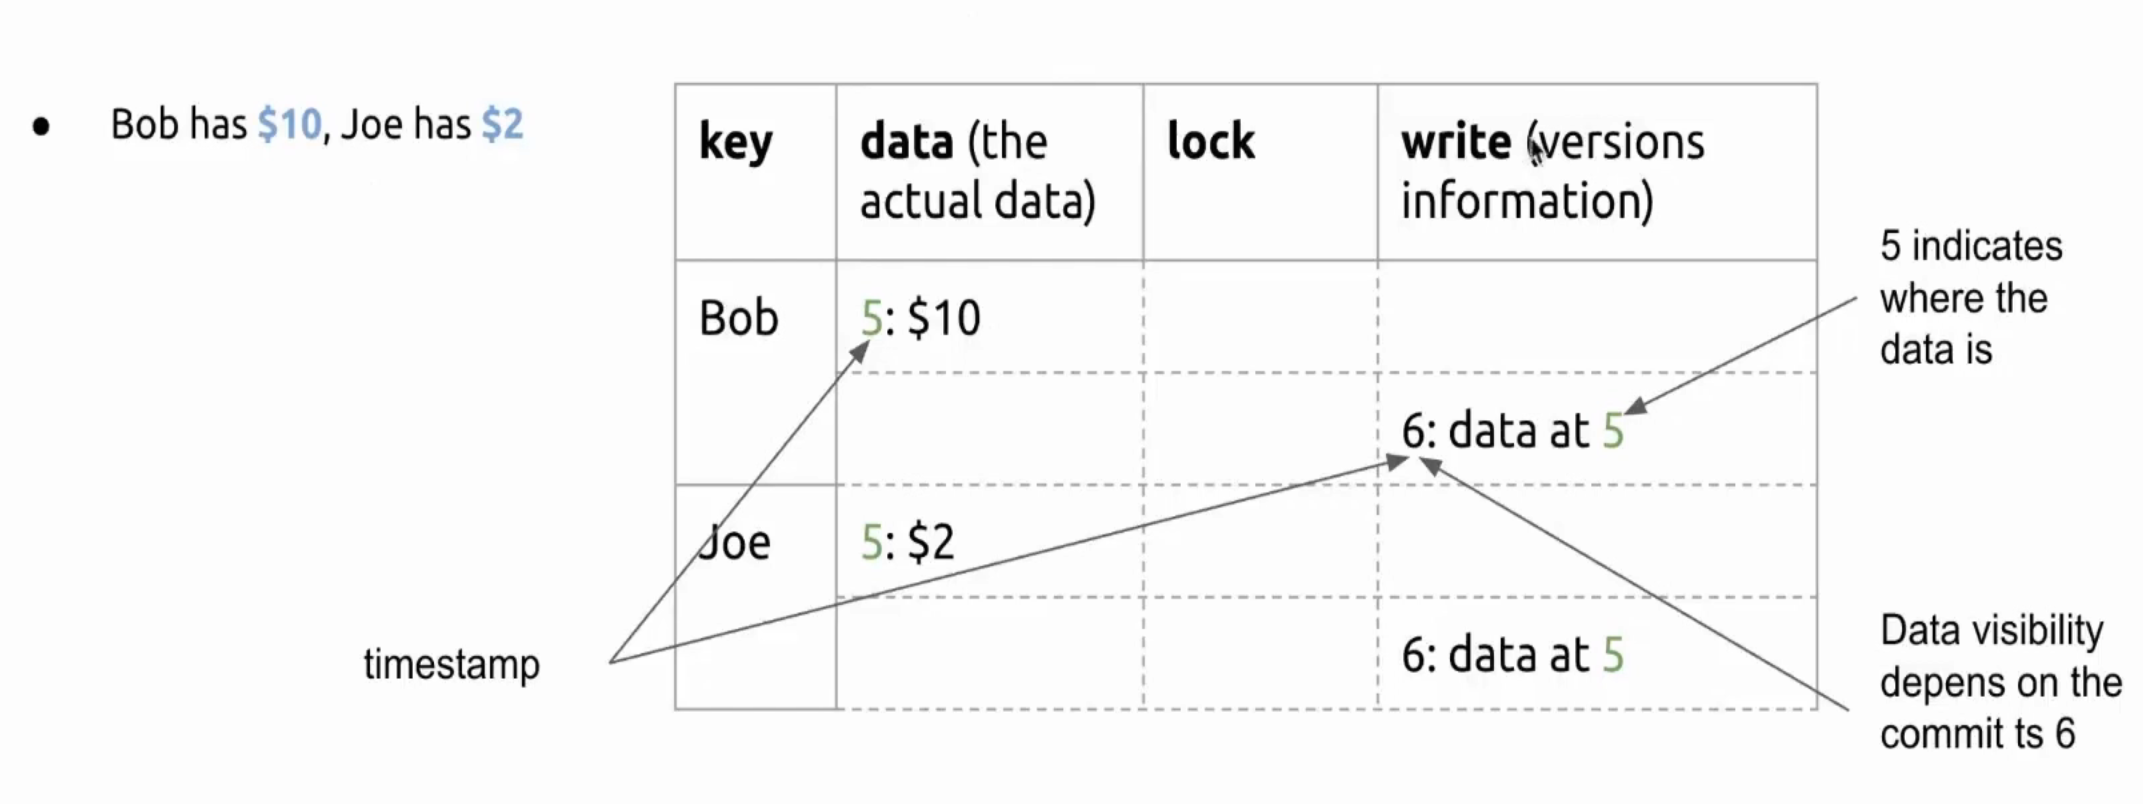 ● Bob has $10, Joe has $2
key
data (the
actual data)
lock
write (versions
information)
5 indicates
where the
data is
Bob
5: $10
6: data at 5
Joe
5: $2
6: data at 5
timestamp
Data visibility
depens on the
commit ts 6